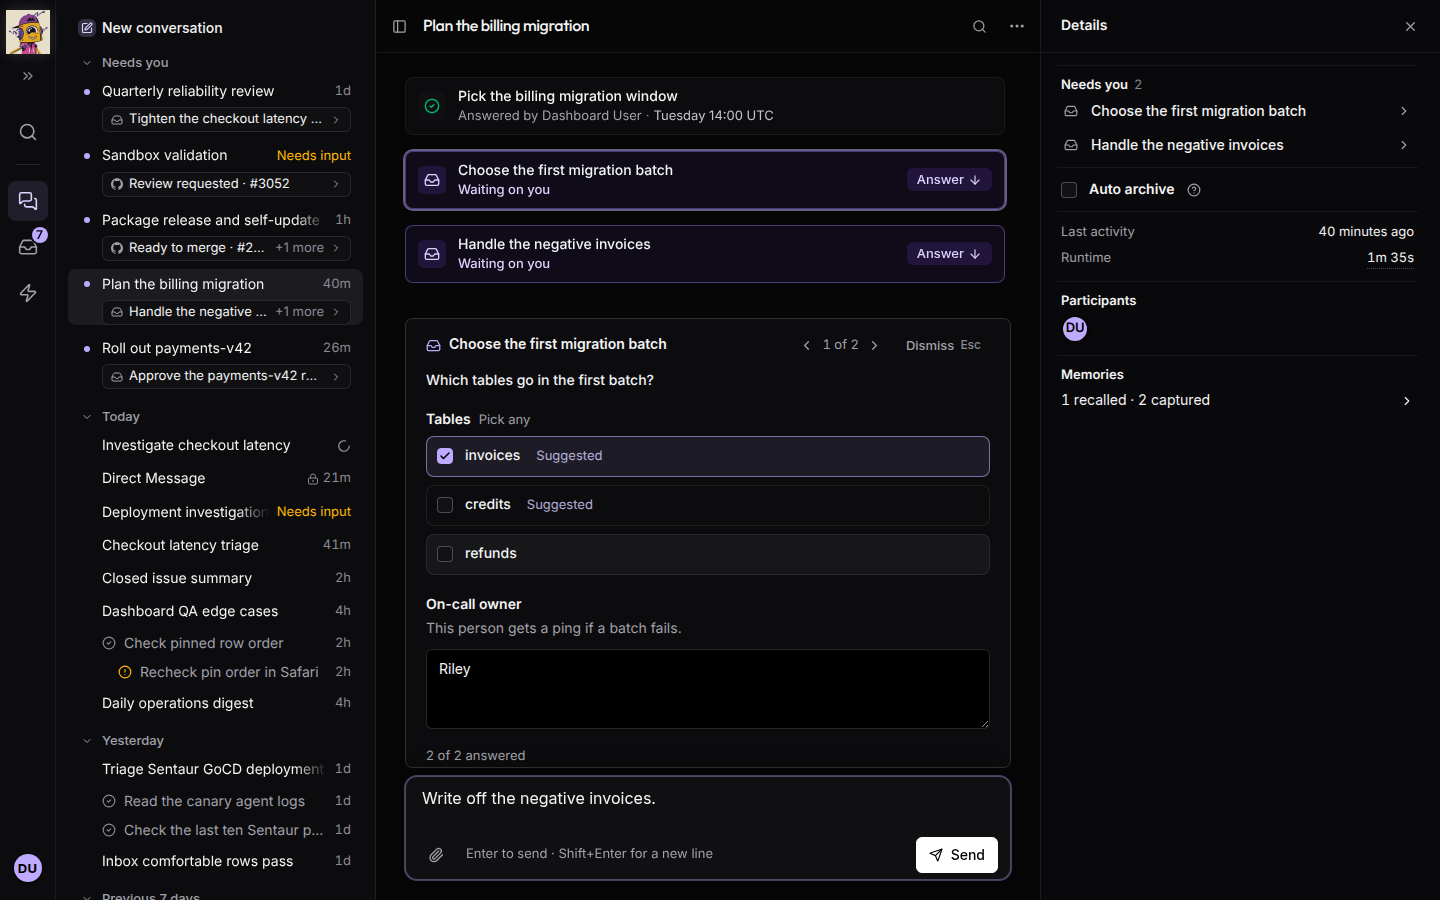 New conversation
Needs you
Quarterly reliability review 1d
Tighten the checkout latency ...
Sandbox validation Needs input
Review requested · #3052
Package release and self-update 1h
Ready to merge · #2... +1 more
7
Plan the billing migration 40m
Handle the negative ... +1 more
Roll out payments-v42 26m
Approve the payments-v42 r...
Today
Investigate checkout latency
Direct Message 21m
Deployment investigation Needs input
Checkout latency triage 41m
Closed issue summary 2h
Dashboard QA edge cases 4h
Check pinned row order 2h
Recheck pin order in Safari 2h
Daily operations digest 4h
Yesterday
Triage Sentaur GoCD deployment 1d
Read the canary agent logs 1d
Check the last ten Sentaur p... 1d
Inbox comfortable rows pass 1d
Previous 7 days
DU
Plan the billing migration
Pick the billing migration window
Answered by Dashboard User · Tuesday 14:00 UTC
Choose the first migration batch
Waiting on you
Answer ↓
Handle the negative invoices
Waiting on you
Answer ↓
Choose the first migration batch 1 of 2 Dismiss Esc
Which tables go in the first batch?
Tables Pick any
invoices Suggested
credits Suggested
refunds
On-call owner
This person gets a ping if a batch fails.
Riley
2 of 2 answered
Write off the negative invoices.
Enter to send · Shift+Enter for a new line
Send
Details
Needs you 2
Choose the first migration batch
Handle the negative invoices
Auto archive
Last activity 40 minutes ago
Runtime 1m 35s
Participants
DU
Memories
1 recalled · 2 captured